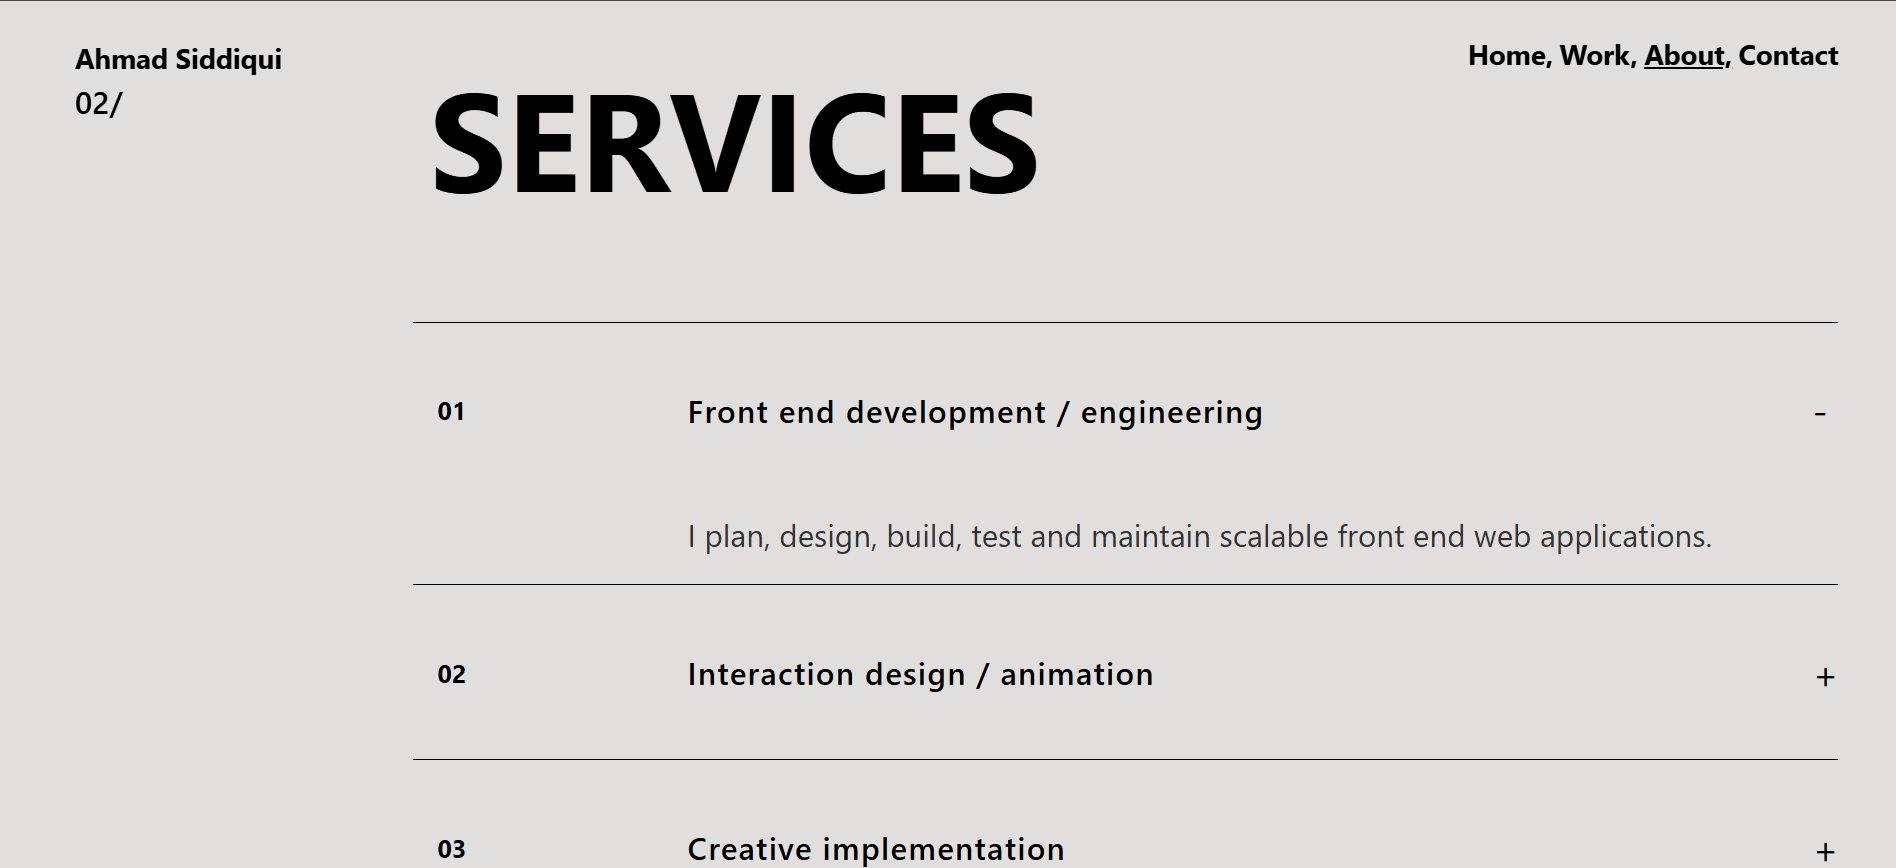 Ahmad Siddiqui
Home, Work, About, Contact
02/
SERVICES
01 Front end development / engineering -
I plan, design, build, test and maintain scalable front end web applications.
02 Interaction design / animation +
03 Creative implementation +